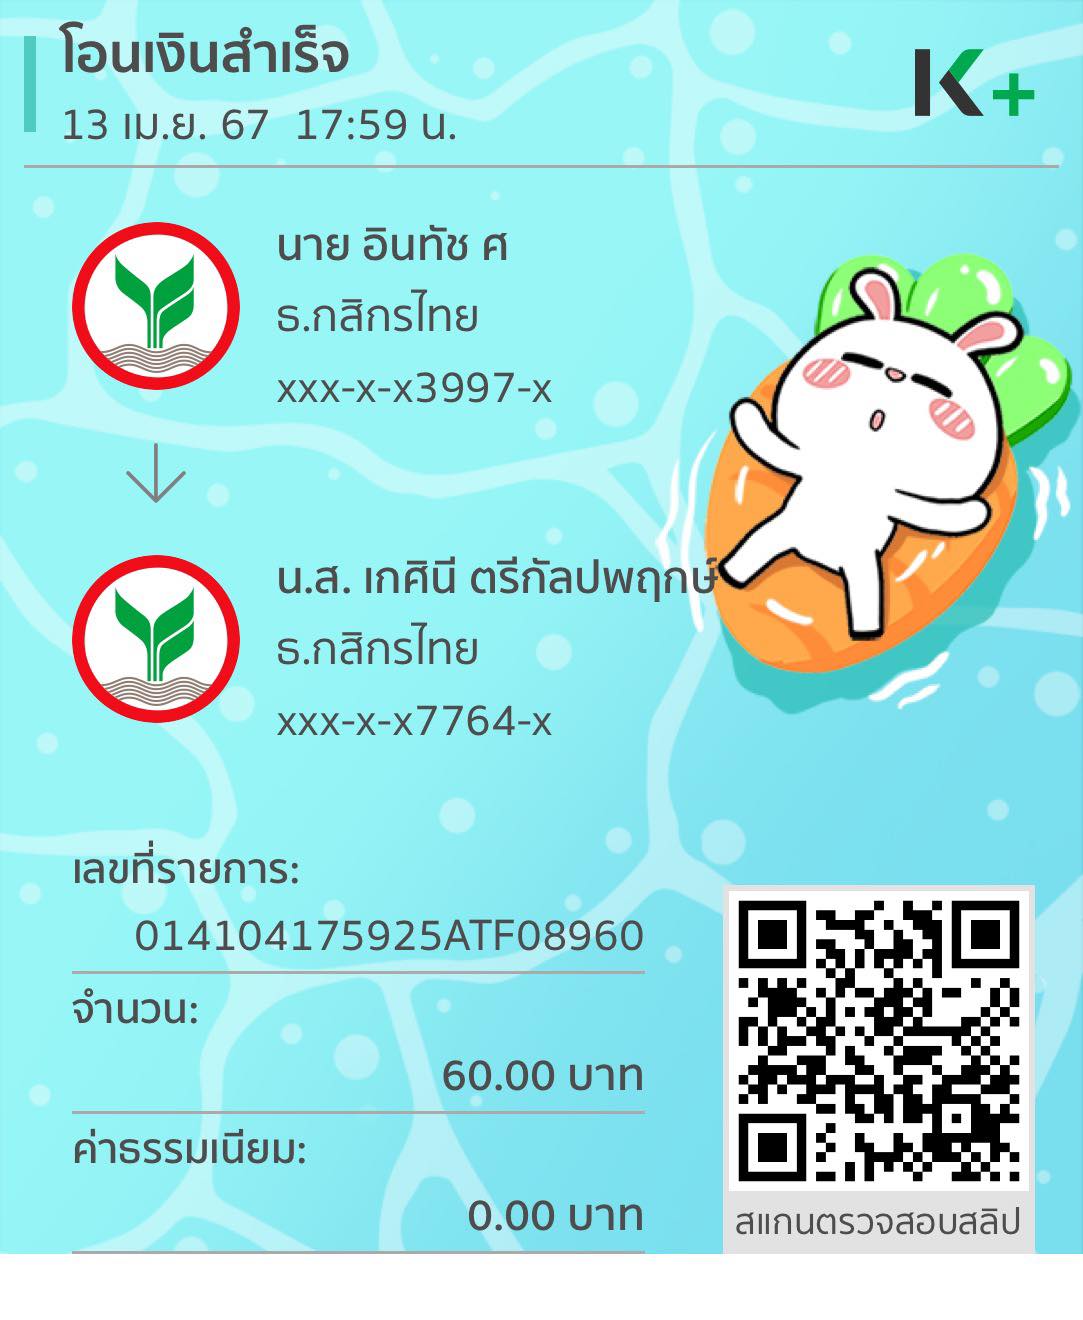 โอนเงินสำเร็จ
13 เม.ย. 67  17:59 น.
K+
นาย อินทัช ศ
ธ.กสิกรไทย
xxx-x-x3997-x
น.ส. เกศินี ตรีกัลปพฤกษ์
ธ.กสิกรไทย
xxx-x-x7764-x
เลขที่รายการ:
014104175925ATF08960
จำนวน:
60.00 บาท
ค่าธรรมเนียม:
0.00 บาท
สแกนตรวจสอบสลิป